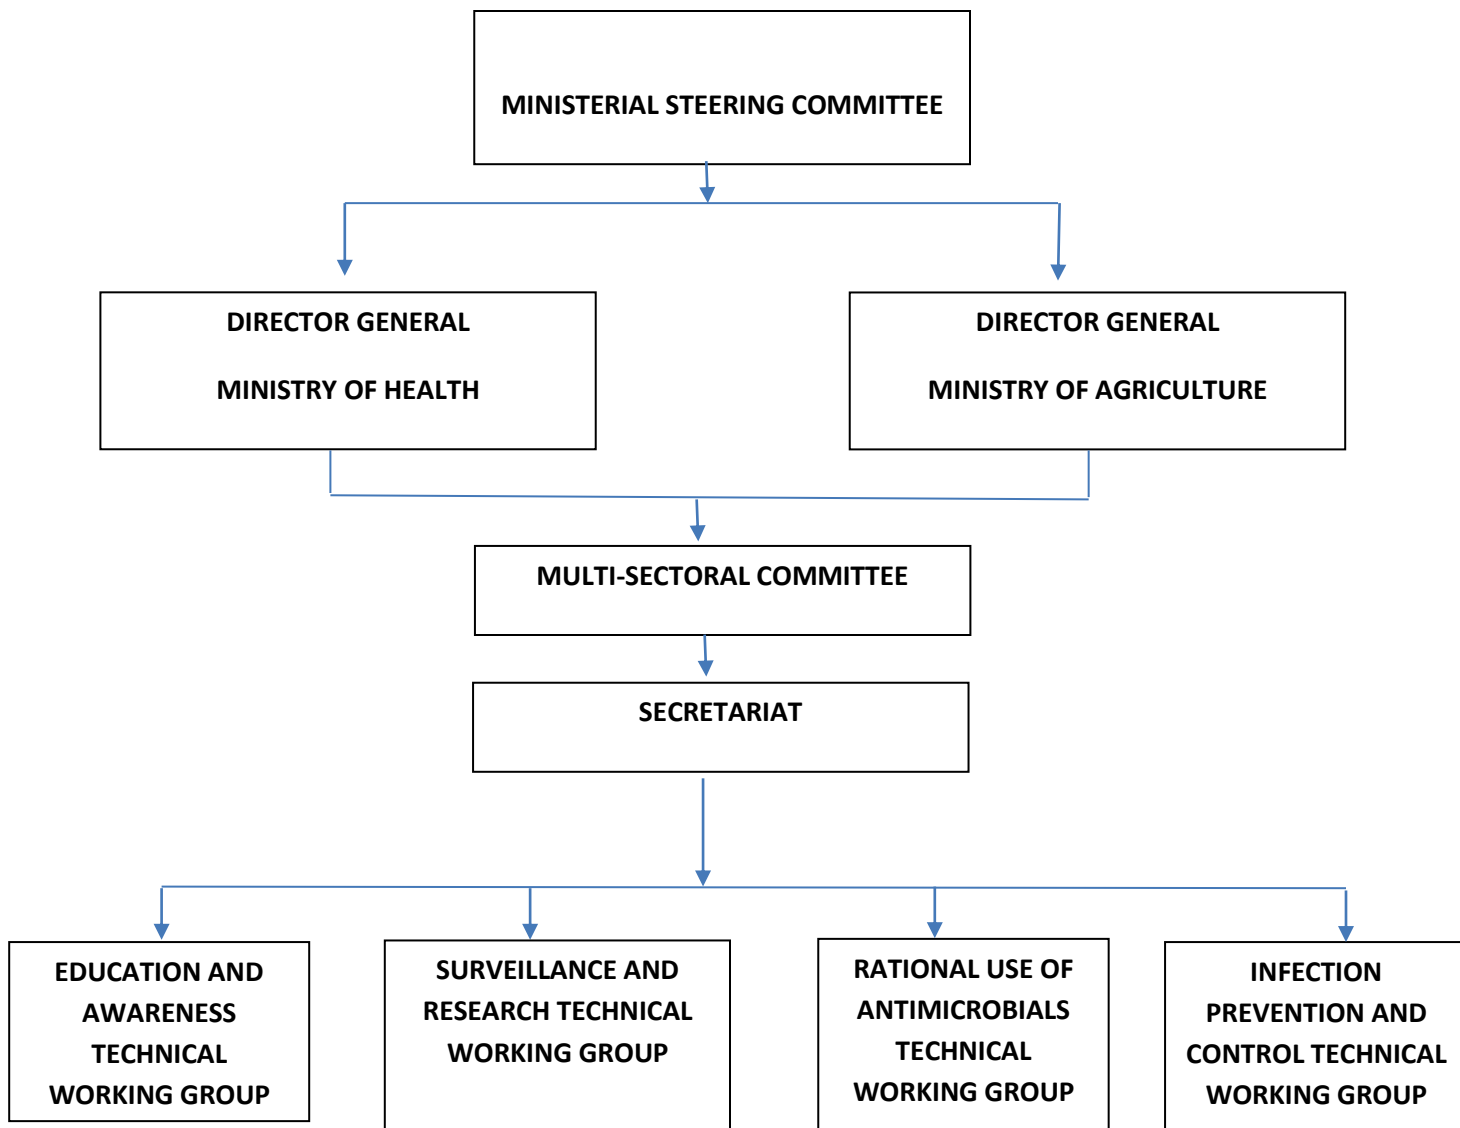 MINISTERIAL STEERING COMMITTEE
DIRECTOR GENERAL
MINISTRY OF HEALTH
DIRECTOR GENERAL
MINISTRY OF AGRICULTURE
MULTI-SECTORAL COMMITTEE
SECRETARIAT
EDUCATION AND
AWARENESS
TECHNICAL
WORKING GROUP
SURVEILLANCE AND
RESEARCH TECHNICAL
WORKING GROUP
RATIONAL USE OF
ANTIMICROBIALS
TECHNICAL
WORKING GROUP
INFECTION
PREVENTION AND
CONTROL TECHNICAL
WORKING GROUP